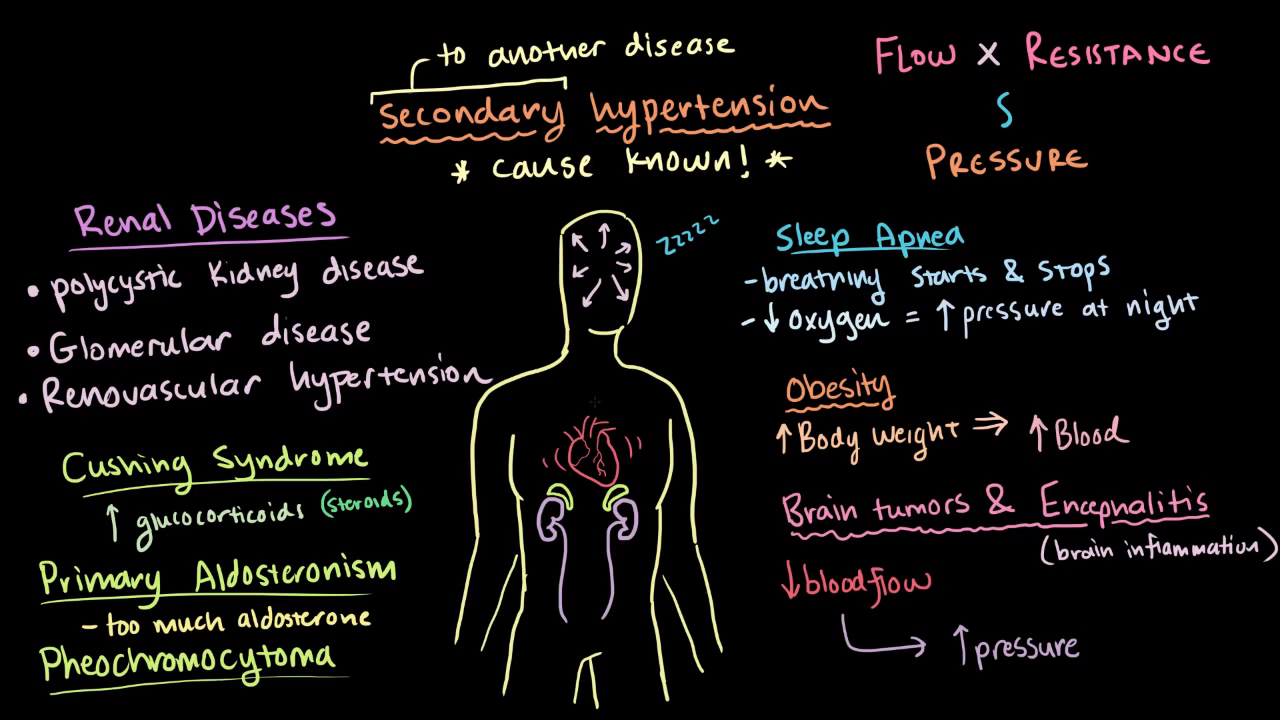 to another disease
secondary hypertension
* cause known! *
FLOW x RESISTANCE
S
PRESSURE
Renal Diseases
• polycystic kidney disease
• Glomerular disease
• Renovascular hypertension
Cushing Syndrome
↑ glucocorticoids (steroids)
Primary Aldosteronism
- too much aldosterone
Pheochromocytoma
zzzzz
Sleep Apnea
- breathing starts & stops
- ↓ oxygen = ↑ pressure at night
Obesity
↑ Body weight ⇒ ↑ Blood
Brain tumors & Encephalitis
(brain inflammation)
↓ bloodflow
→ ↑ pressure